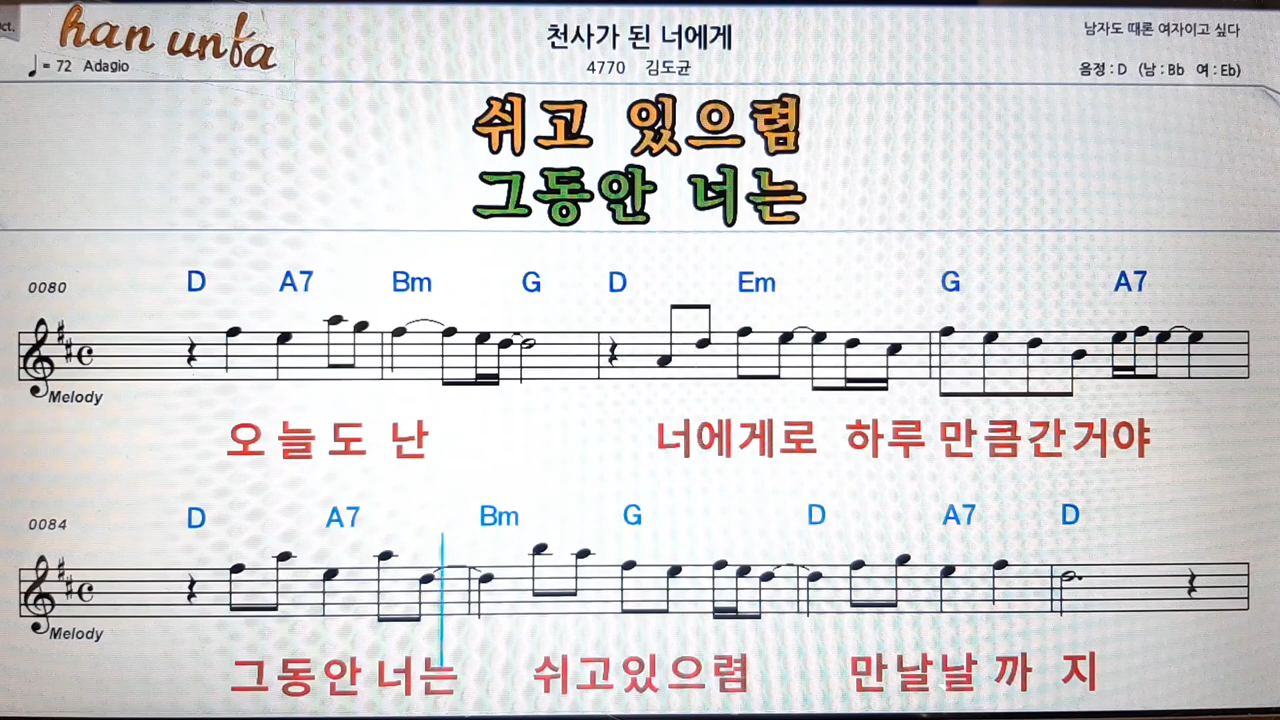 han unfa
천사가 된 너에게
남자도 때론 여자이고 싶다
♩= 72 Adagio
4770 김도균
음정 : D (남 : Bb 여 : Eb)
쉬고 있으렴
그동안 너는
0080 D A7 Bm G D Em G A7
Melody
오늘도 난 너에게로 하루만큼간거야
0084 D A7 Bm G D A7 D
Melody
그동안너는 쉬고있으렴 만날날까지